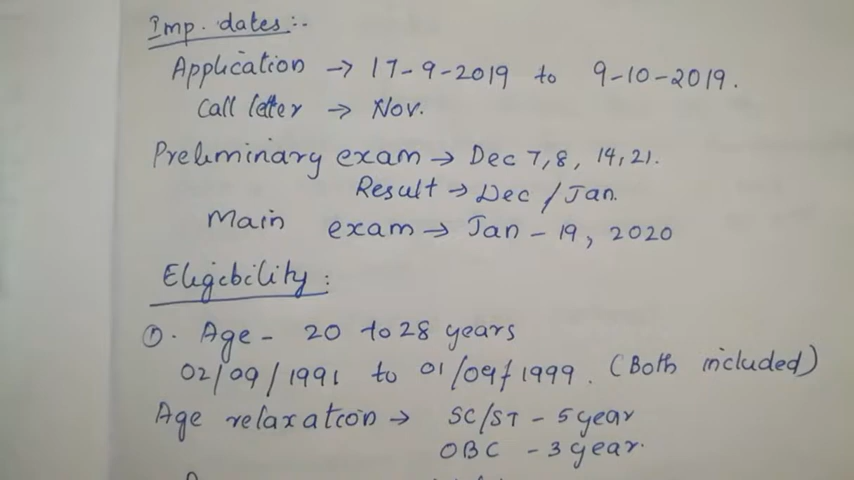 Imp. dates :-
Application → 17-9-2019 to 9-10-2019.
Call letter → Nov.
Preliminary exam → Dec 7,8, 14,21.
Result → Dec / Jan.
Main exam → Jan - 19, 2020
Eligibility :
①. Age - 20 to 28 years
02/09/1991 to 01/09/1999. (Both included)
Age relaxation → SC/ST - 5 year
OBC - 3 year.